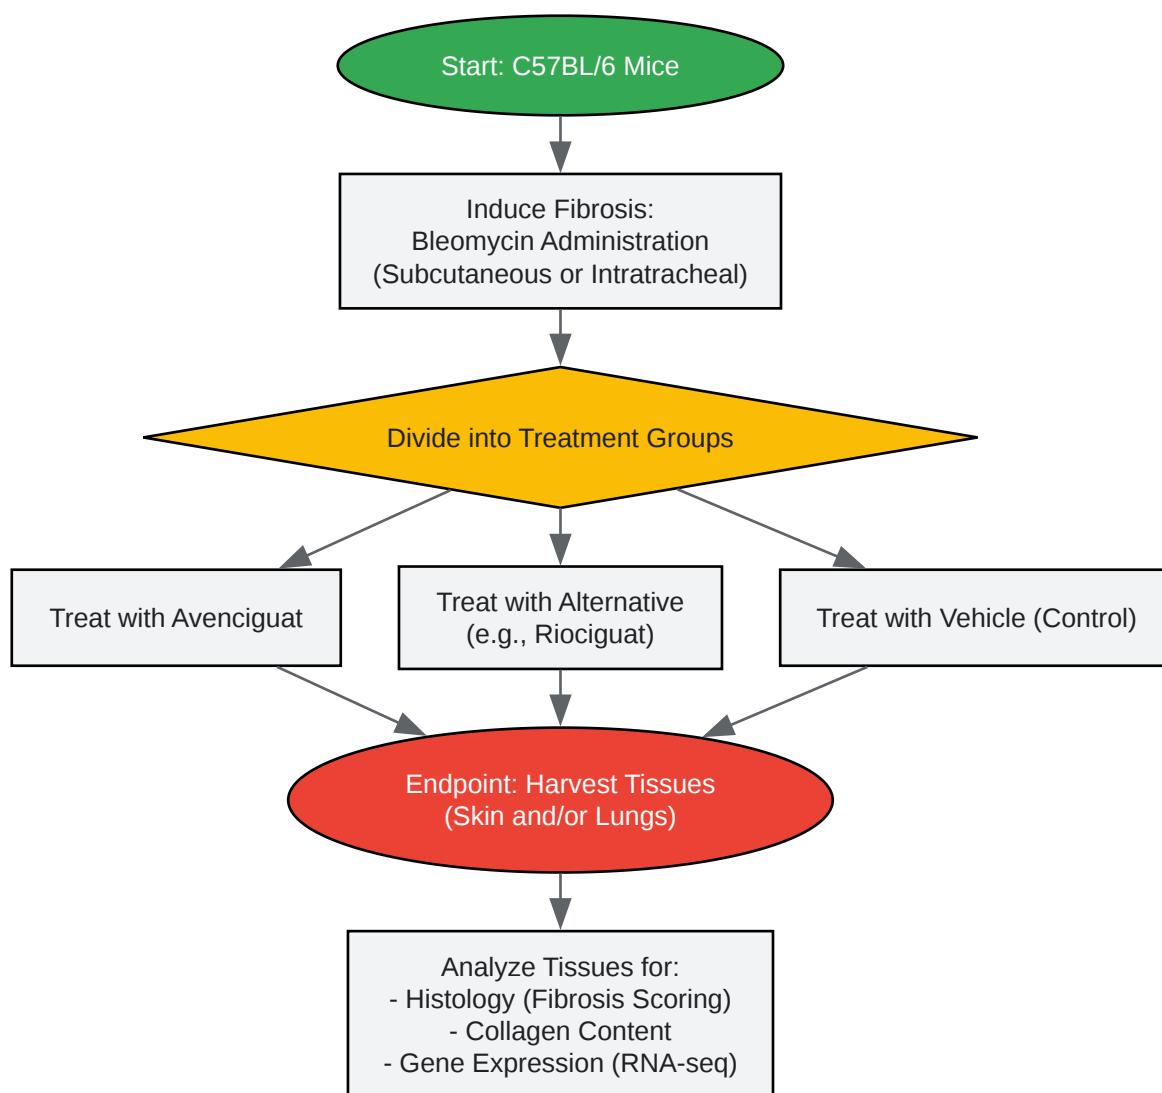 Start: C57BL/6 Mice
Induce Fibrosis:
Bleomycin Administration
(Subcutaneous or Intratracheal)
Divide into Treatment Groups
Treat with Avenciguat
Treat with Alternative
(e.g., Riociguat)
Treat with Vehicle (Control)
Endpoint: Harvest Tissues
(Skin and/or Lungs)
Analyze Tissues for:
- Histology (Fibrosis Scoring)
- Collagen Content
- Gene Expression (RNA-seq)